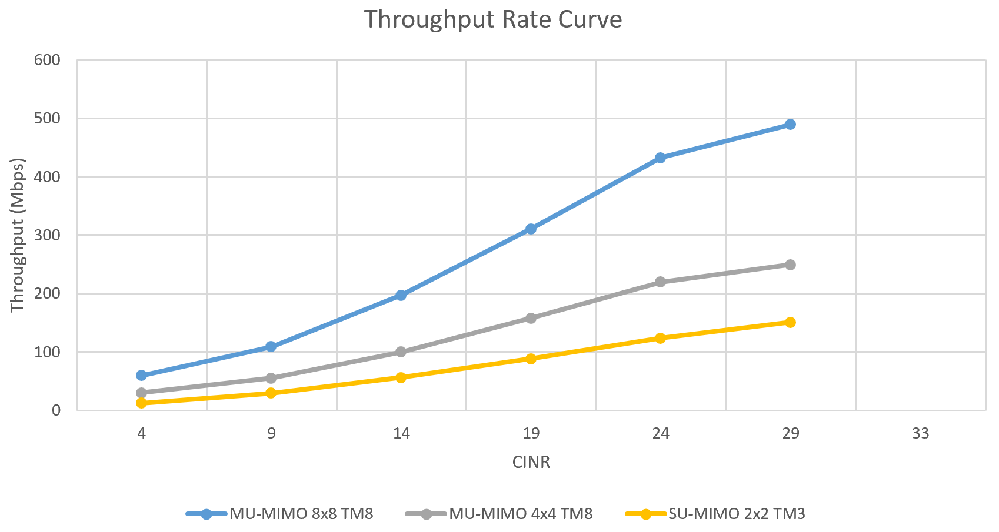 Throughput Rate Curve
600
500
400
300
200
100
0
Throughput (Mbps)
4 9 14 19 24 29 33
CINR
MU-MIMO 8x8 TM8 MU-MIMO 4x4 TM8 SU-MIMO 2x2 TM3